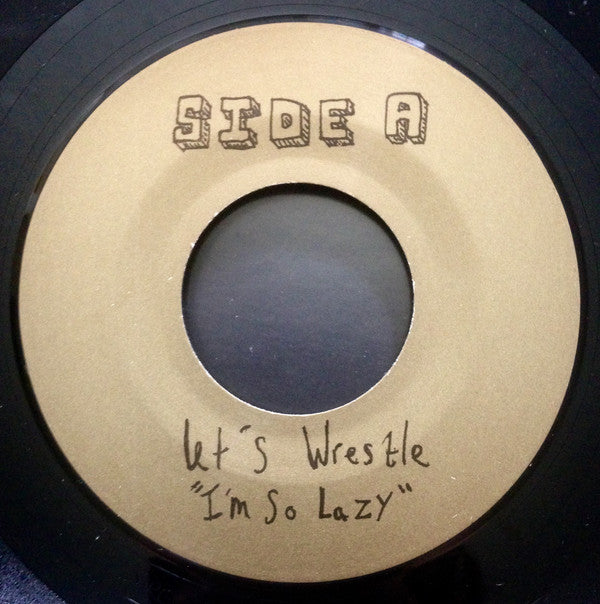 SIDE A
Let's Wrestle
"I'm So Lazy"